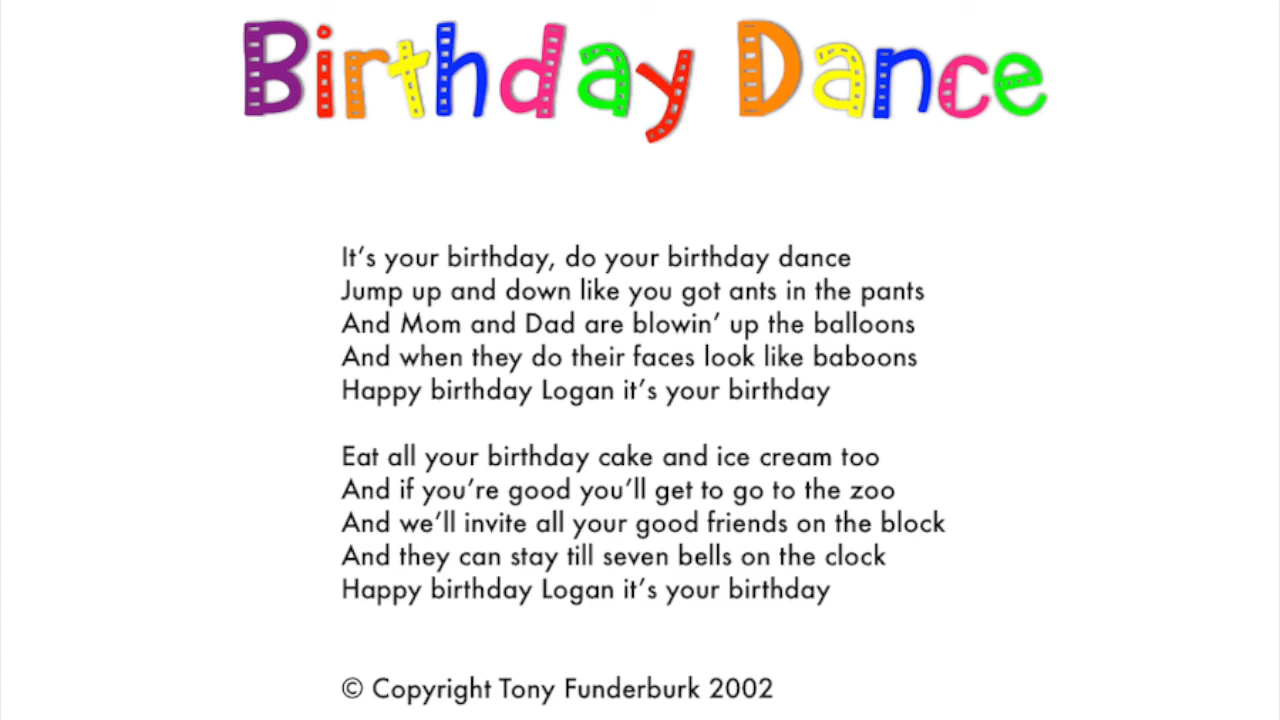 Birthday Dance
It’s your birthday, do your birthday dance
Jump up and down like you got ants in the pants
And Mom and Dad are blowin’ up the balloons
And when they do their faces look like baboons
Happy birthday Logan it’s your birthday
Eat all your birthday cake and ice cream too
And if you’re good you’ll get to go to the zoo
And we’ll invite all your good friends on the block
And they can stay till seven bells on the clock
Happy birthday Logan it’s your birthday
© Copyright Tony Funderburk 2002